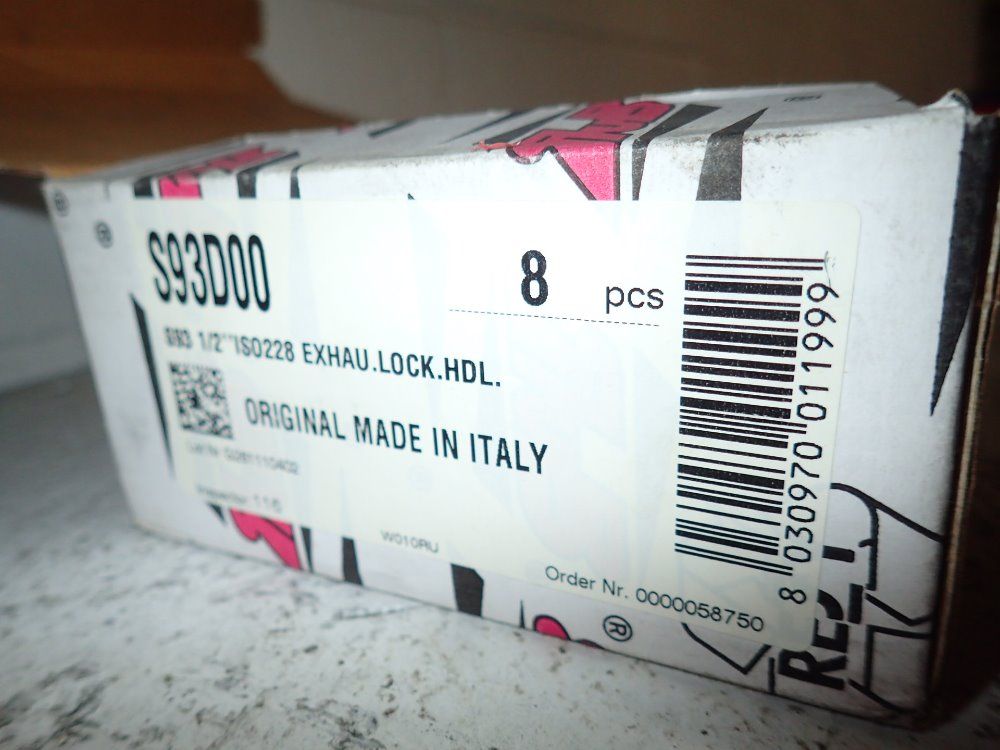 S93D00
8 pcs
S93 1/2"ISO228 EXHAU.LOCK.HDL.
ORIGINAL MADE IN ITALY
W010RU
Order Nr. 0000058750
8 030970 011999
®
®